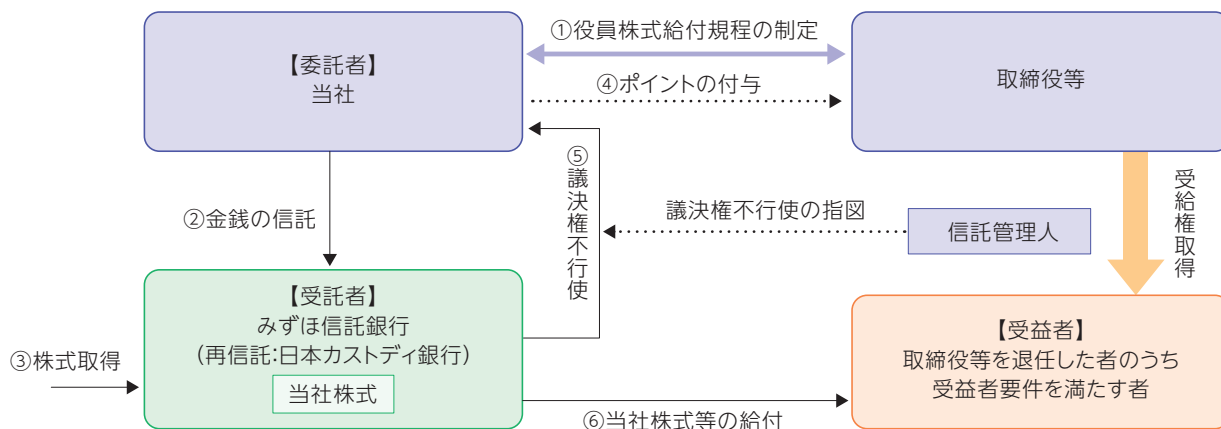 ①役員株式給付規程の制定
【委託者】
当社
取締役等
④ポイントの付与
⑤議決権不行使
②金銭の信託
議決権不行使の指図
信託管理人
受給権取得
【受託者】
みずほ信託銀行
（再信託：日本カストディ銀行）
当社株式
③株式取得
【受益者】
取締役等を退任した者のうち
受益者要件を満たす者
⑥当社株式等の給付